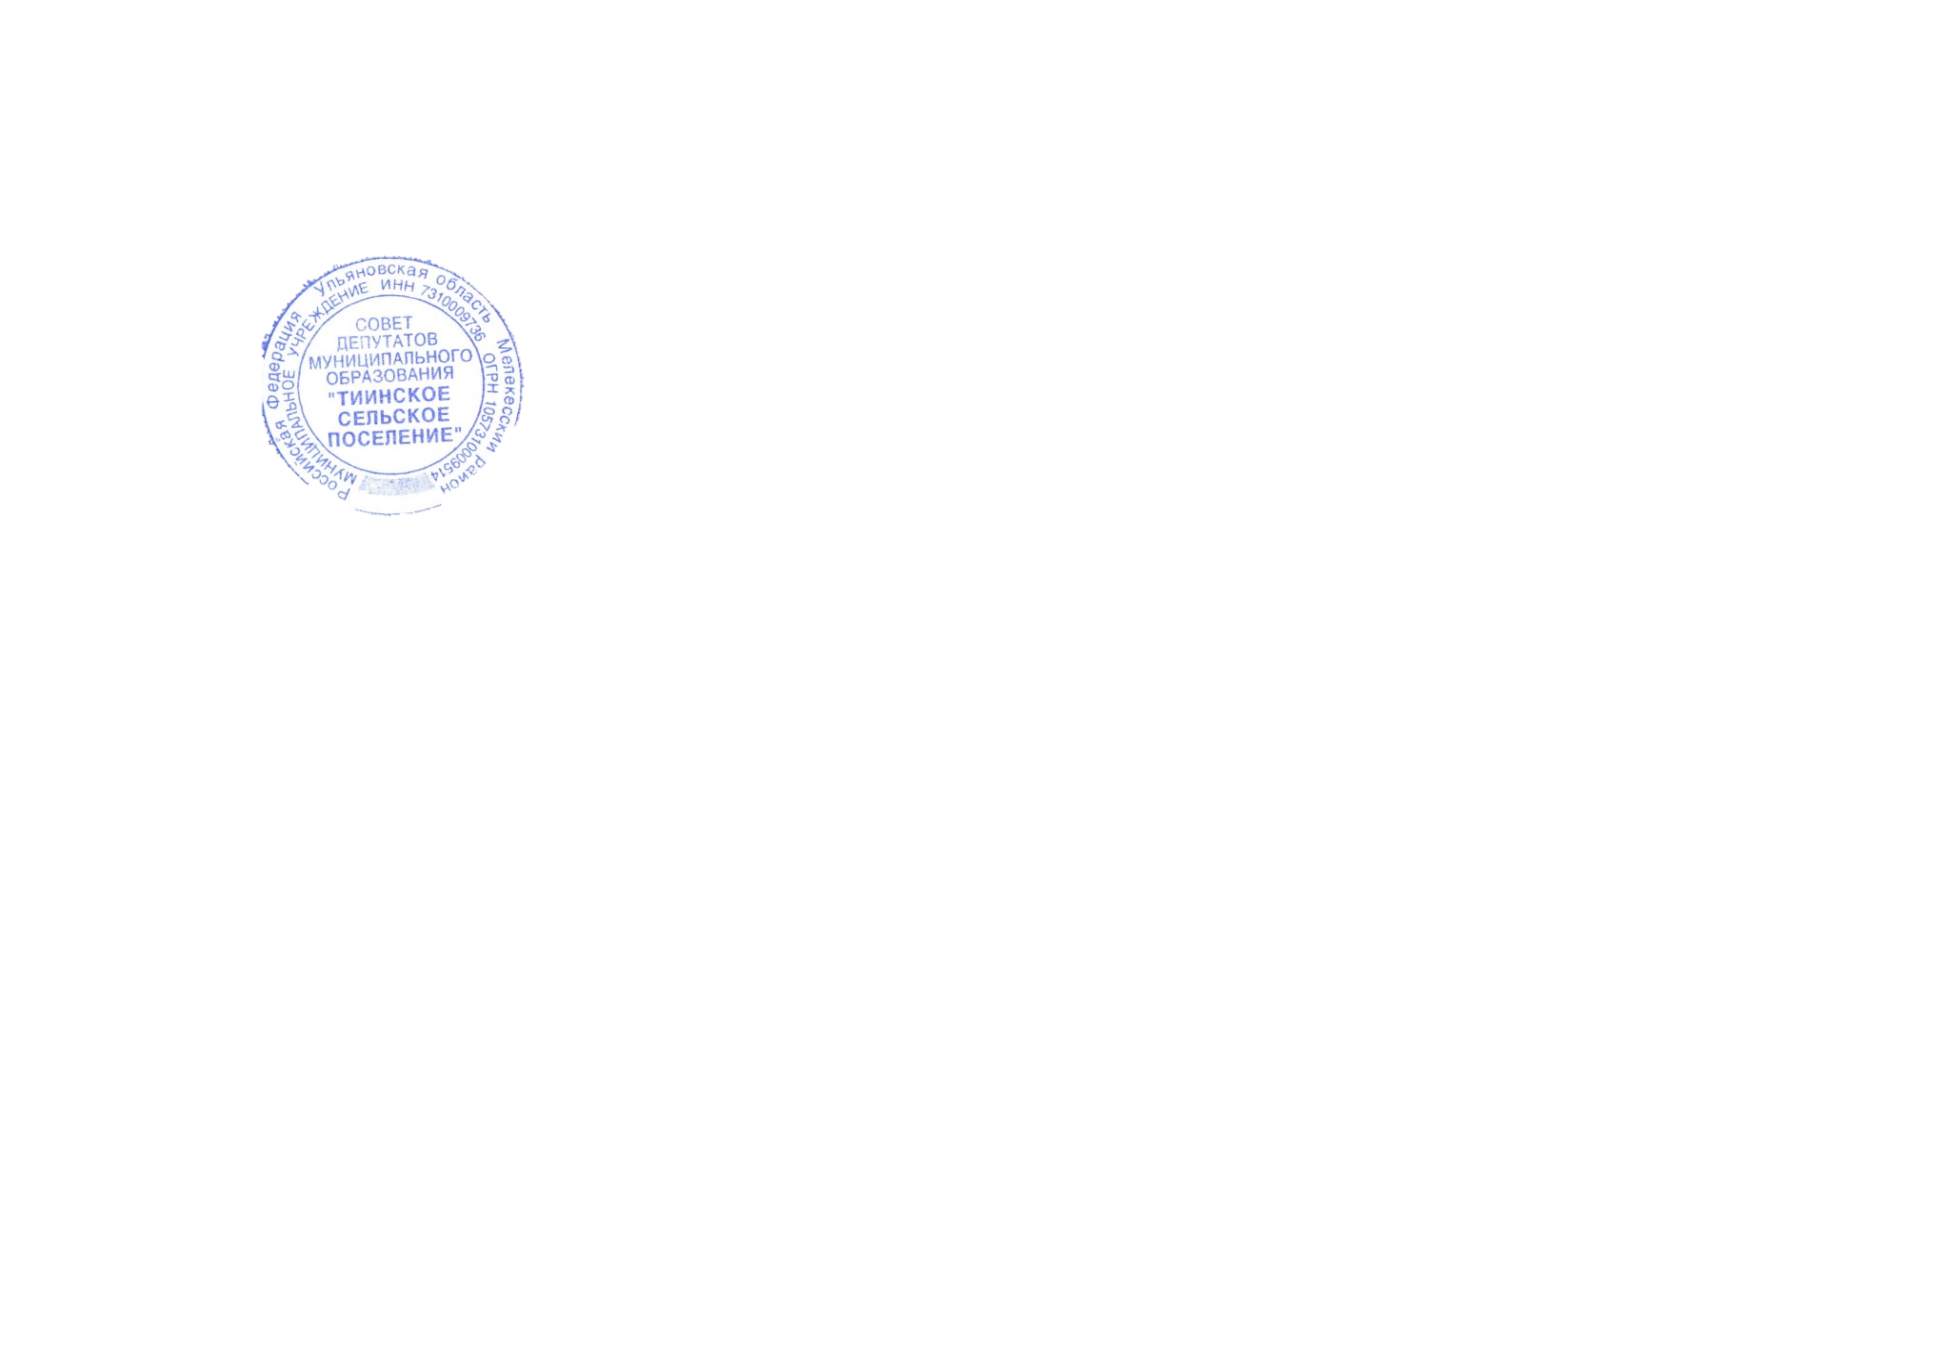 Российская Федерация Ульяновская область Мелекесский район
МУНИЦИПАЛЬНОЕ УЧРЕЖДЕНИЕ ИНН 7310009736 ОГРН 1057310009514
СОВЕТ
ДЕПУТАТОВ
МУНИЦИПАЛЬНОГО
ОБРАЗОВАНИЯ
"ТИИНСКОЕ
СЕЛЬСКОЕ
ПОСЕЛЕНИЕ"